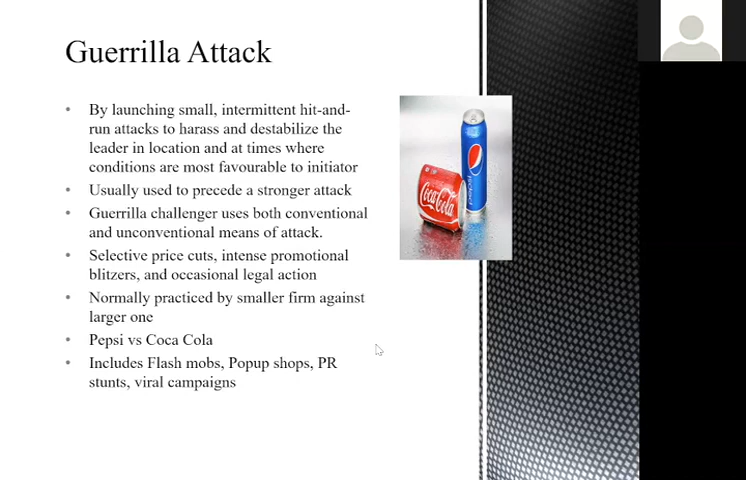 Guerrilla Attack
By launching small, intermittent hit-and-
run attacks to harass and destabilize the
leader in location and at times where
conditions are most favourable to initiator
Usually used to precede a stronger attack
Guerrilla challenger uses both conventional
and unconventional means of attack.
Selective price cuts, intense promotional
blitzers, and occasional legal action
Normally practiced by smaller firm against
larger one
Pepsi vs Coca Cola
Includes Flash mobs, Popup shops, PR
stunts, viral campaigns
Coca-Cola